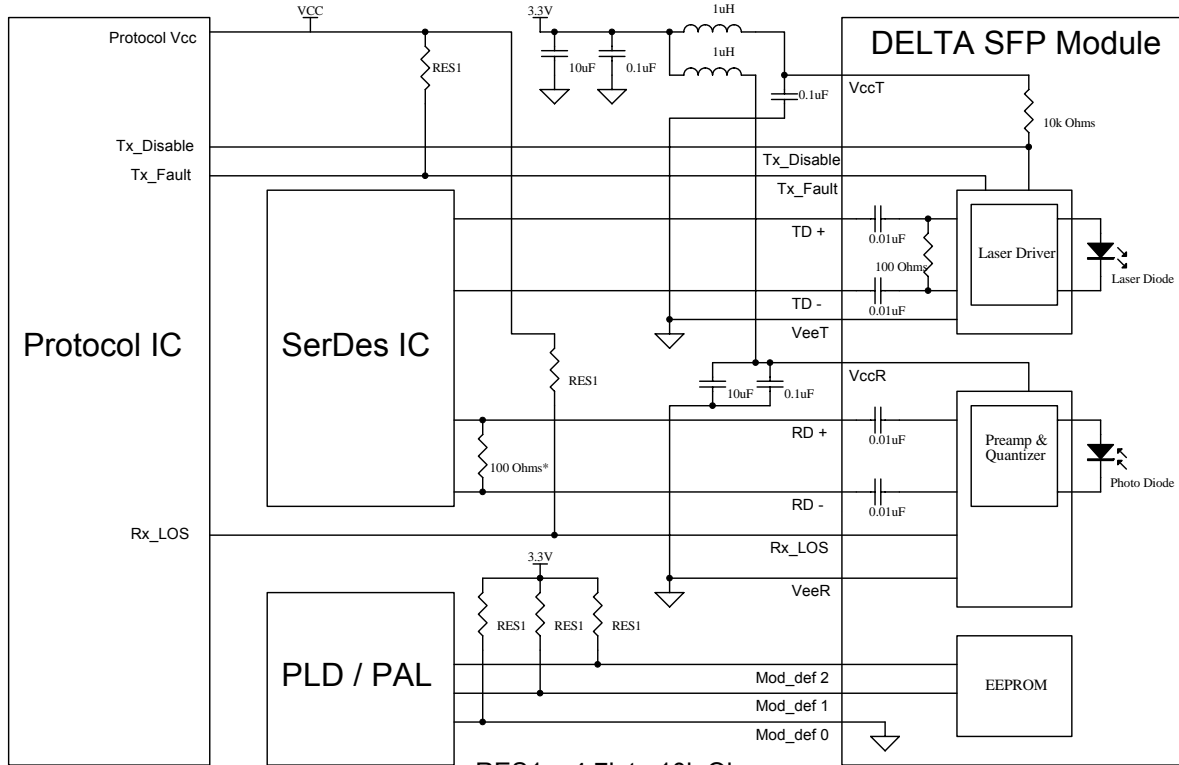 VCC
3.3V
1uH
Protocol Vcc
DELTA SFP Module
RES1
10uF
0.1uF
1uH
VccT
0.1uF
10k Ohms
Tx_Disable
Tx_Disable
Tx_Fault
Tx_Fault
TD +
0.01uF
100 Ohms
Laser Driver
Laser Diode
TD -
0.01uF
VeeT
Protocol IC
SerDes IC
RES1
VccR
10uF
0.1uF
RD +
0.01uF
Preamp &
Quantizer
100 Ohms*
Photo Diode
RD -
0.01uF
Rx_LOS
Rx_LOS
3.3V
VeeR
RES1
RES1
RES1
PLD / PAL
Mod_def 2
EEPROM
Mod_def 1
Mod_def 0